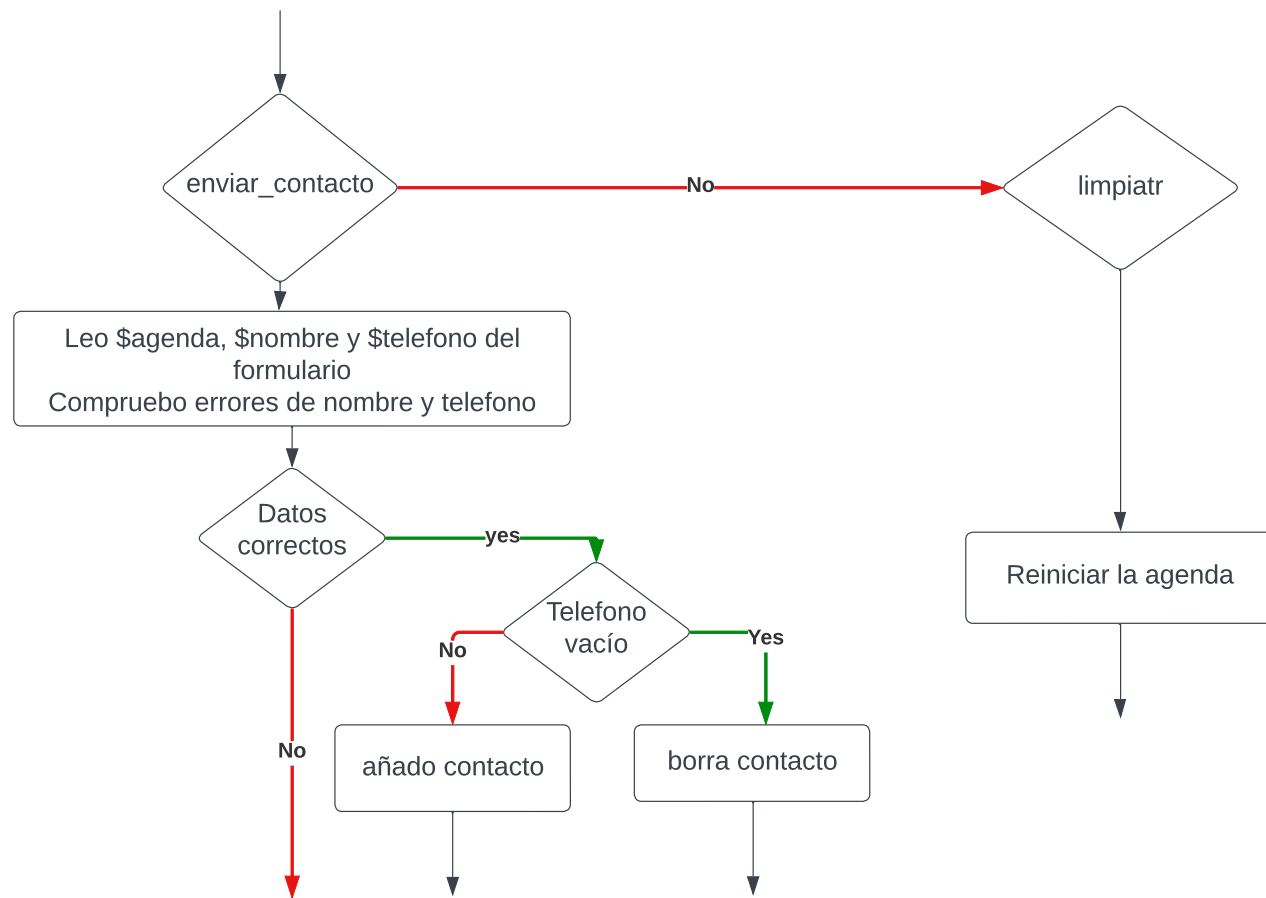 enviar_contacto
No
limpiatr
Leo $agenda, $nombre y $telefono del
formulario
Compruebo errores de nombre y telefono
Datos
correctos
yes
Telefono
vacío
No
Yes
Reiniciar la agenda
No
añado contacto
borra contacto